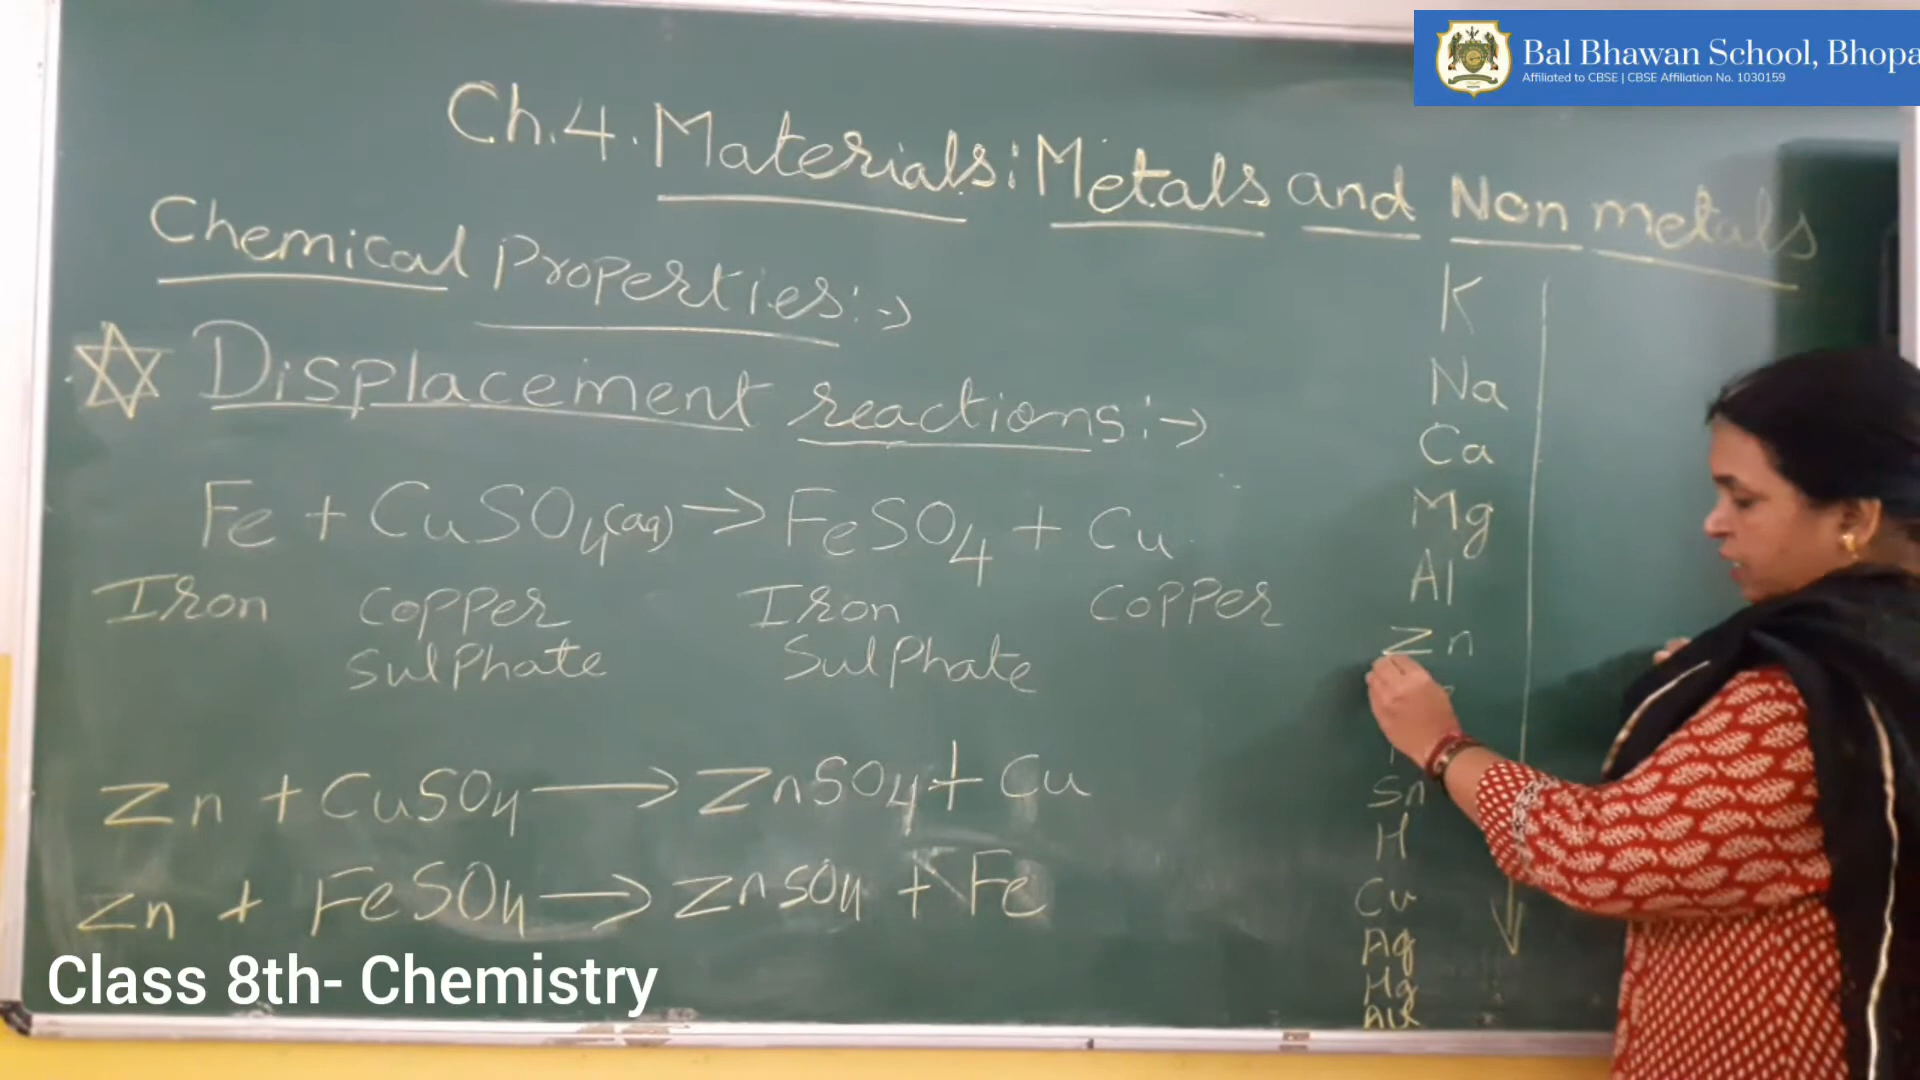 Bal Bhawan School, Bhopa
Affiliated to CBSE | CBSE Affiliation No. 1030159
Ch.4. Materials: Metals and Non metals
Chemical Properties:→
Displacement reactions:→
Fe + CuSO4(aq) → FeSO4 + Cu
Iron Copper Iron Copper
Sulphate Sulphate
Zn + CuSO4 → ZnSO4 + Cu
Zn + FeSO4 → ZnSO4 + Fe
K
Na
Ca
Mg
Al
Zn
Sn
H
Cu
Ag
Hg
Class 8th- Chemistry